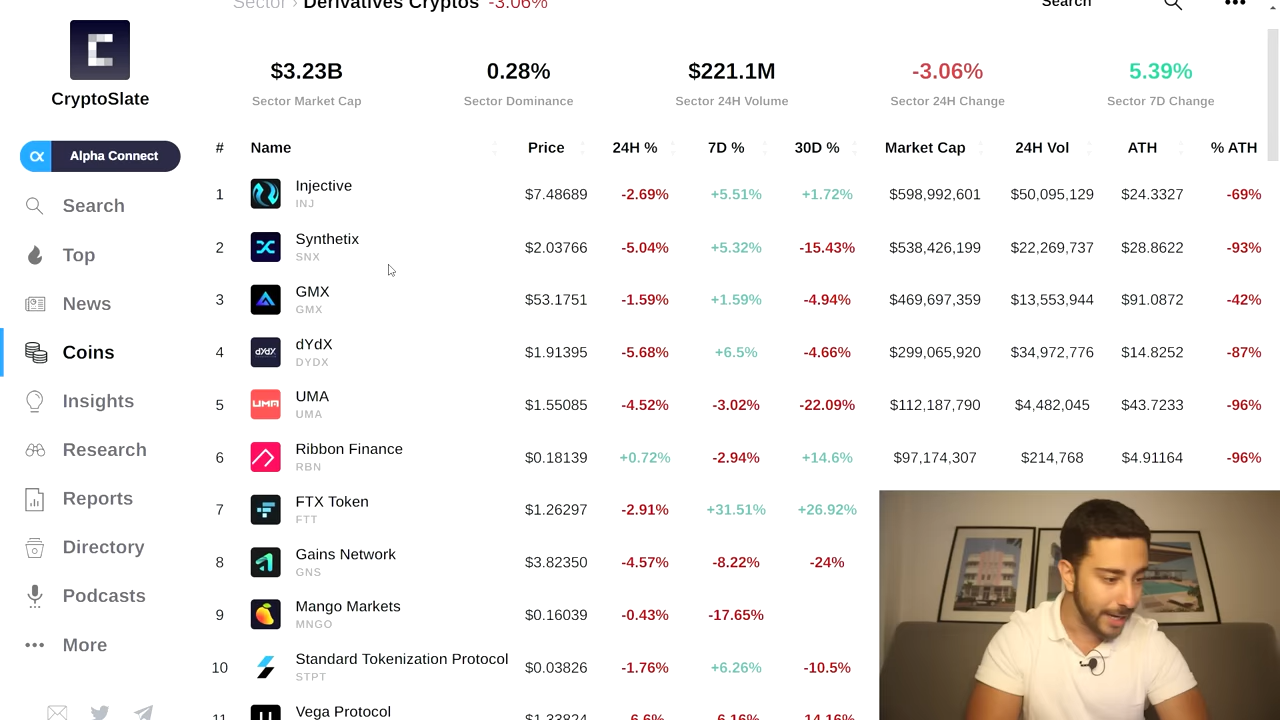 Sector › Derivatives Cryptos -3.06%
Search
CryptoSlate
Alpha Connect
Search
Top
News
Coins
Insights
Research
Reports
Directory
Podcasts
More
$3.23B 0.28% $221.1M -3.06% 5.39%
Sector Market Cap Sector Dominance Sector 24H Volume Sector 24H Change Sector 7D Change
# Name Price 24H % 7D % 30D % Market Cap 24H Vol ATH % ATH
1 Injective INJ $7.48689 -2.69% +5.51% +1.72% $598,992,601 $50,095,129 $24.3327 -69%
2 Synthetix SNX $2.03766 -5.04% +5.32% -15.43% $538,426,199 $22,269,737 $28.8622 -93%
3 GMX GMX $53.1751 -1.59% +1.59% -4.94% $469,697,359 $13,553,944 $91.0872 -42%
4 dYdX dYdX DYDX $1.91395 -5.68% +6.5% -4.66% $299,065,920 $34,972,776 $14.8252 -87%
5 UMA UMA UMA $1.55085 -4.52% -3.02% -22.09% $112,187,790 $4,482,045 $43.7233 -96%
6 Ribbon Finance RBN $0.18139 +0.72% -2.94% +14.6% $97,174,307 $214,768 $4.91164 -96%
7 FTX Token FTT $1.26297 -2.91% +31.51% +26.92%
8 Gains Network GNS $3.82350 -4.57% -8.22% -24%
9 Mango Markets MNGO $0.16039 -0.43% -17.65%
10 Standard Tokenization Protocol STPT $0.03826 -1.76% +6.26% -10.5%
11 Vega Protocol $1.33824 -6.6% -6.16% -14.16%